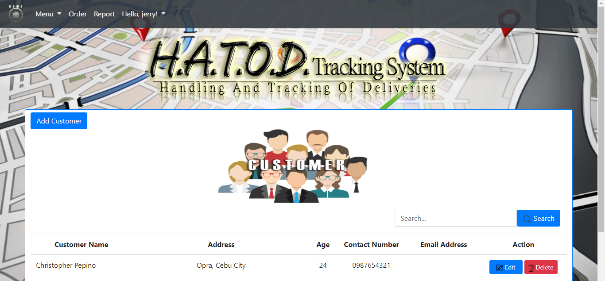 Menu Order Report Hello, jerry!
H.A.T.O.D. Tracking System
Handling And Tracking Of Deliveries
Add Customer
CUSTOMER
Search... Search
Customer Name Address Age Contact Number Email Address Action
Christopher Pepino Opra, Cebu City 24 0987654321 Edit Delete